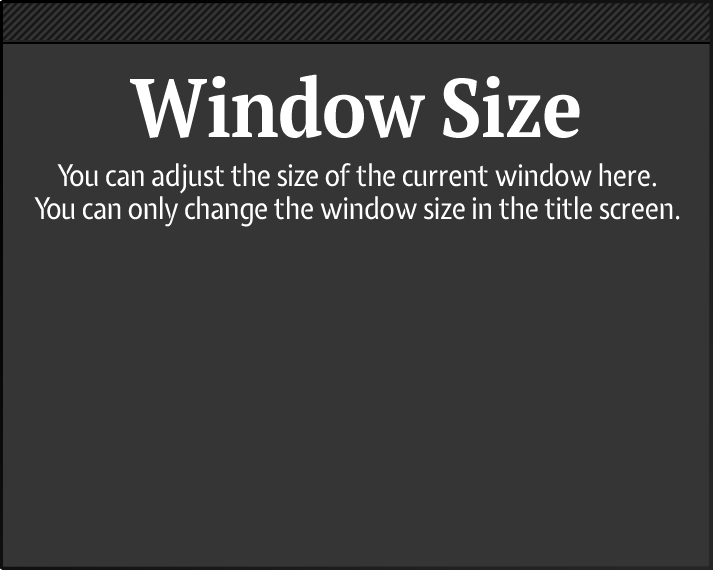 Window Size
You can adjust the size of the current window here.
You can only change the window size in the title screen.